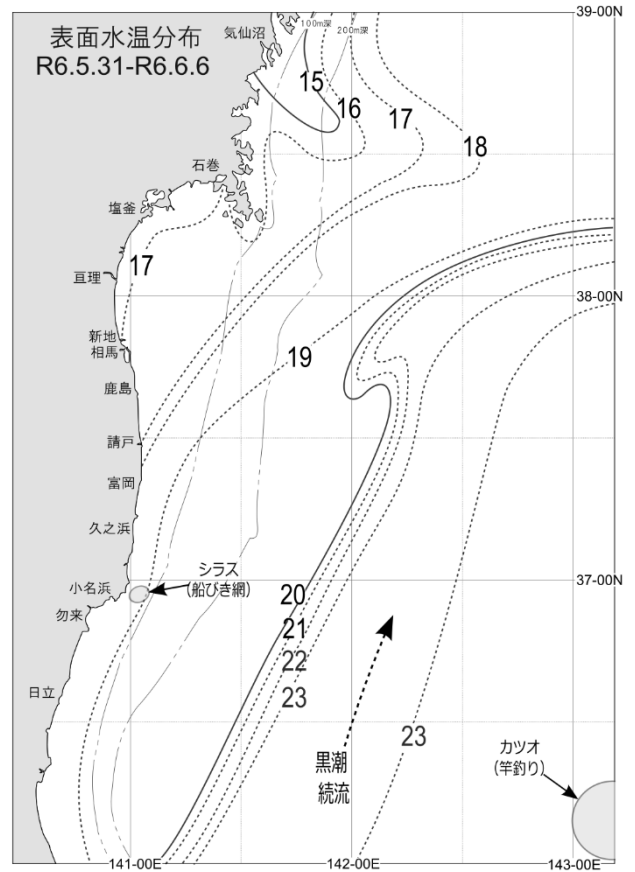 表面水温分布
R6.5.31-R6.6.6
気仙沼
100m深
200m深
39-00N
15
16
17
18
石巻
塩釜
17
亘理
38-00N
新地
相馬
19
鹿島
請戸
富岡
久之浜
シラス
(船びき網)
小名浜
37-00N
勿来
20
21
22
23
日立
23
黒潮
続流
カツオ
(竿釣り)
141-00E
142-00E
143-00E